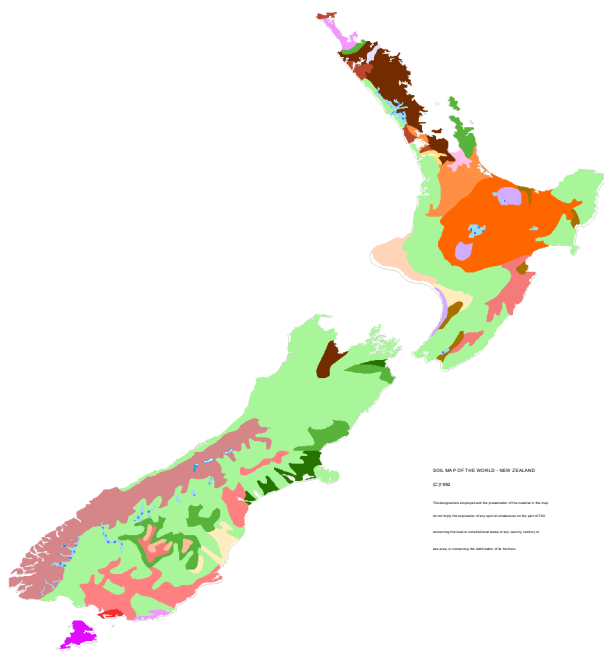 SOIL MAP OF THE WORLD - NEW ZEALAND
(C)1992
The designations employed and the presentation of the material in the map
do not imply the expression of any opinion whatsoever on the part of FAO
concerning the legal or constitutional status of any country, territory or
sea area, or concerning the delimitation of its frontiers.